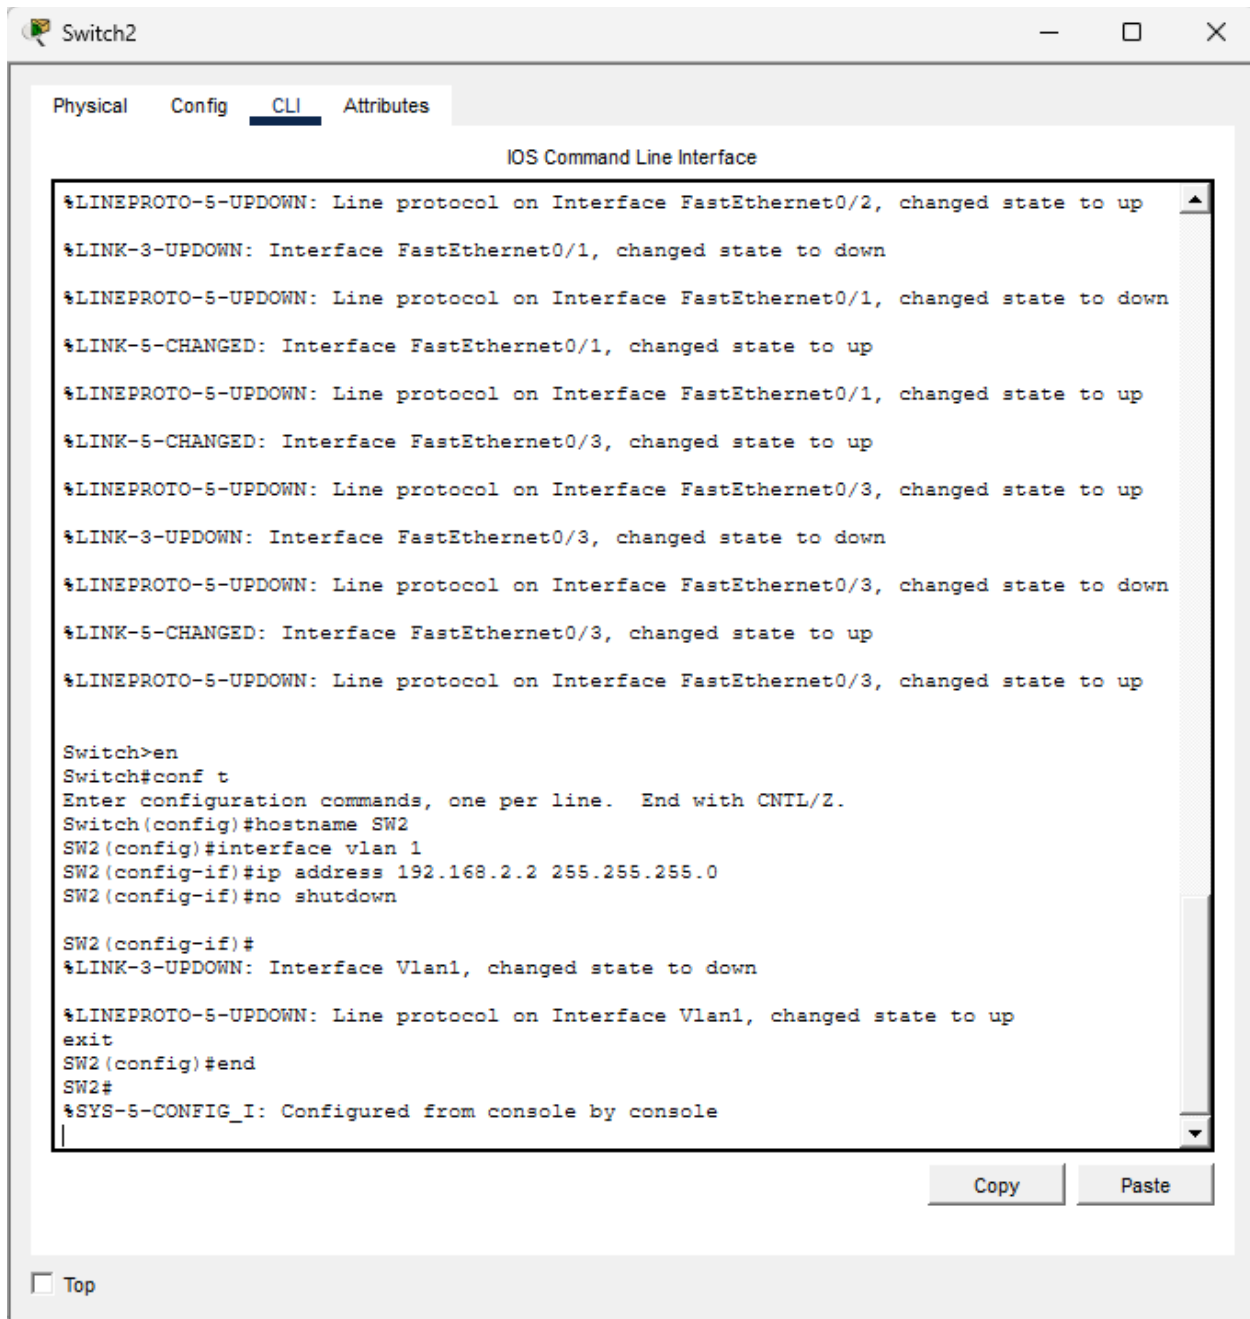 Switch2
Physical Config CLI Attributes
IOS Command Line Interface
%LINEPROTO-5-UPDOWN: Line protocol on Interface FastEthernet0/2, changed state to up
%LINK-3-UPDOWN: Interface FastEthernet0/1, changed state to down
%LINEPROTO-5-UPDOWN: Line protocol on Interface FastEthernet0/1, changed state to down
%LINK-5-CHANGED: Interface FastEthernet0/1, changed state to up
%LINEPROTO-5-UPDOWN: Line protocol on Interface FastEthernet0/1, changed state to up
%LINK-5-CHANGED: Interface FastEthernet0/3, changed state to up
%LINEPROTO-5-UPDOWN: Line protocol on Interface FastEthernet0/3, changed state to up
%LINK-3-UPDOWN: Interface FastEthernet0/3, changed state to down
%LINEPROTO-5-UPDOWN: Line protocol on Interface FastEthernet0/3, changed state to down
%LINK-5-CHANGED: Interface FastEthernet0/3, changed state to up
%LINEPROTO-5-UPDOWN: Line protocol on Interface FastEthernet0/3, changed state to up
Switch>en
Switch#conf t
Enter configuration commands, one per line.  End with CNTL/Z.
Switch(config)#hostname SW2
SW2(config)#interface vlan 1
SW2(config-if)#ip address 192.168.2.2 255.255.255.0
SW2(config-if)#no shutdown
SW2(config-if)#
%LINK-3-UPDOWN: Interface Vlan1, changed state to down
%LINEPROTO-5-UPDOWN: Line protocol on Interface Vlan1, changed state to up
exit
SW2(config)#end
SW2#
%SYS-5-CONFIG_I: Configured from console by console
Copy Paste
Top